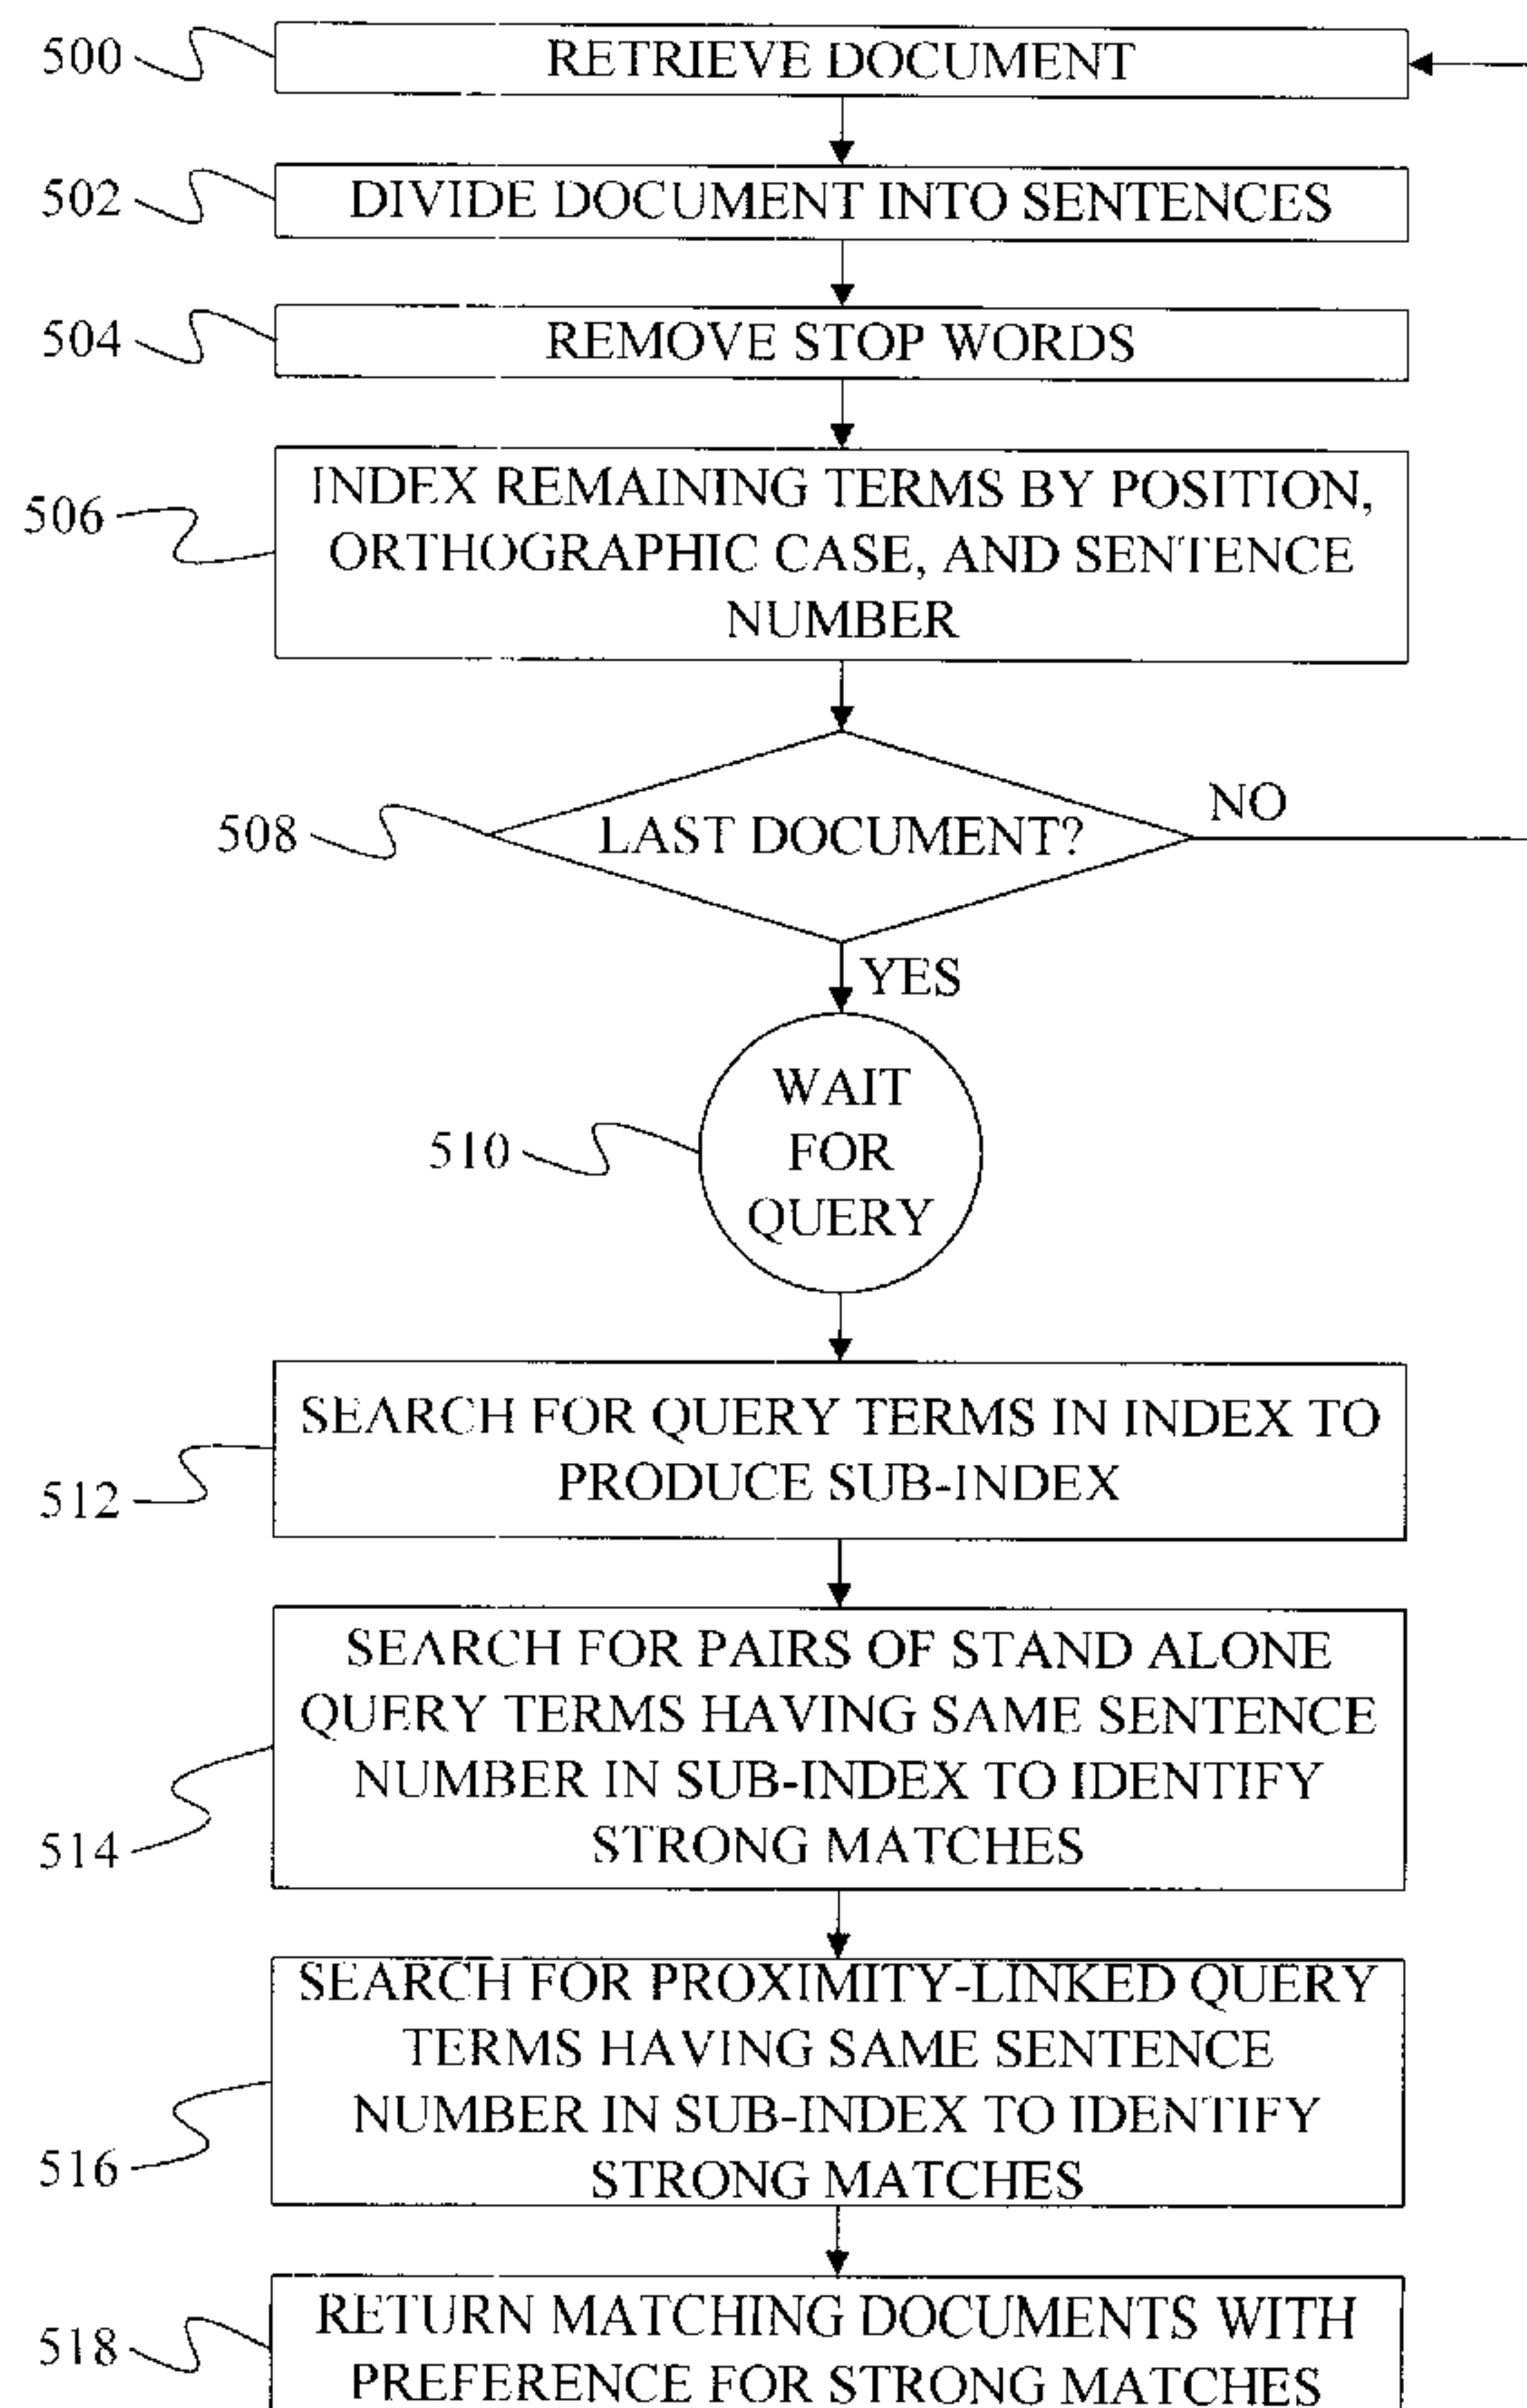 500
RETRIEVE DOCUMENT
502
DIVIDE DOCUMENT INTO SENTENCES
504
REMOVE STOP WORDS
506
INDEX REMAINING TERMS BY POSITION,
ORTHOGRAPHIC CASE, AND SENTENCE
NUMBER
508
LAST DOCUMENT?
NO
YES
510
WAIT
FOR
QUERY
512
SEARCH FOR QUERY TERMS IN INDEX TO
PRODUCE SUB-INDEX
514
SEARCH FOR PAIRS OF STAND ALONE
QUERY TERMS HAVING SAME SENTENCE
NUMBER IN SUB-INDEX TO IDENTIFY
STRONG MATCHES
516
SEARCH FOR PROXIMITY-LINKED QUERY
TERMS HAVING SAME SENTENCE
NUMBER IN SUB-INDEX TO IDENTIFY
STRONG MATCHES
518
RETURN MATCHING DOCUMENTS WITH
PREFERENCE FOR STRONG MATCHES